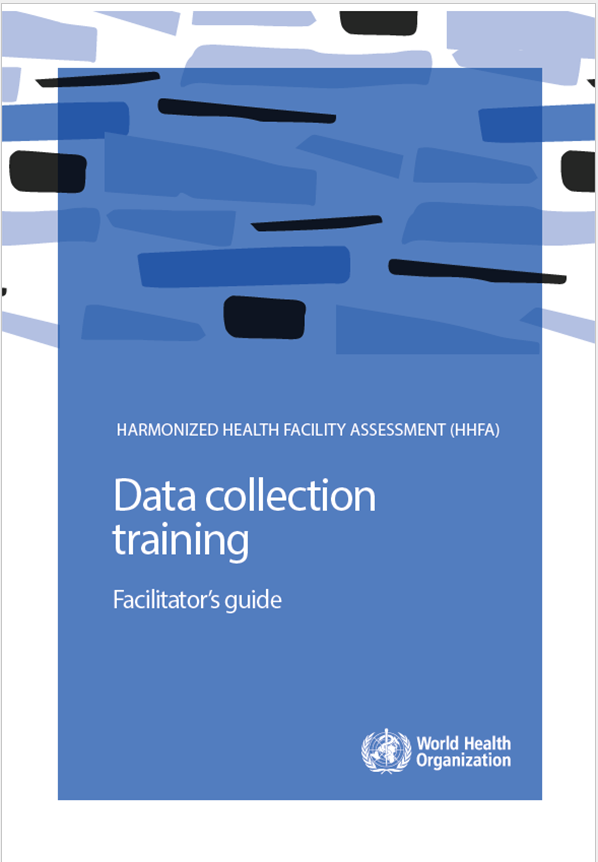 HARMONIZED HEALTH FACILITY ASSESSMENT (HHFA)
Data collection
training
Facilitator’s guide
World Health
Organization